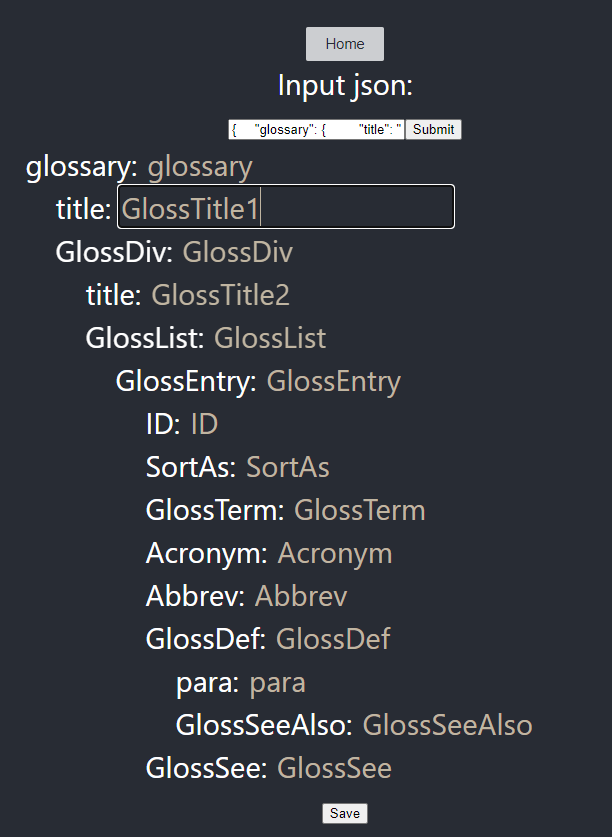 Home
Input json:
{ "glossary": { "title": " Submit
glossary: glossary
title: GlossTitle1
GlossDiv: GlossDiv
title: GlossTitle2
GlossList: GlossList
GlossEntry: GlossEntry
ID: ID
SortAs: SortAs
GlossTerm: GlossTerm
Acronym: Acronym
Abbrev: Abbrev
GlossDef: GlossDef
para: para
GlossSeeAlso: GlossSeeAlso
GlossSee: GlossSee
Save